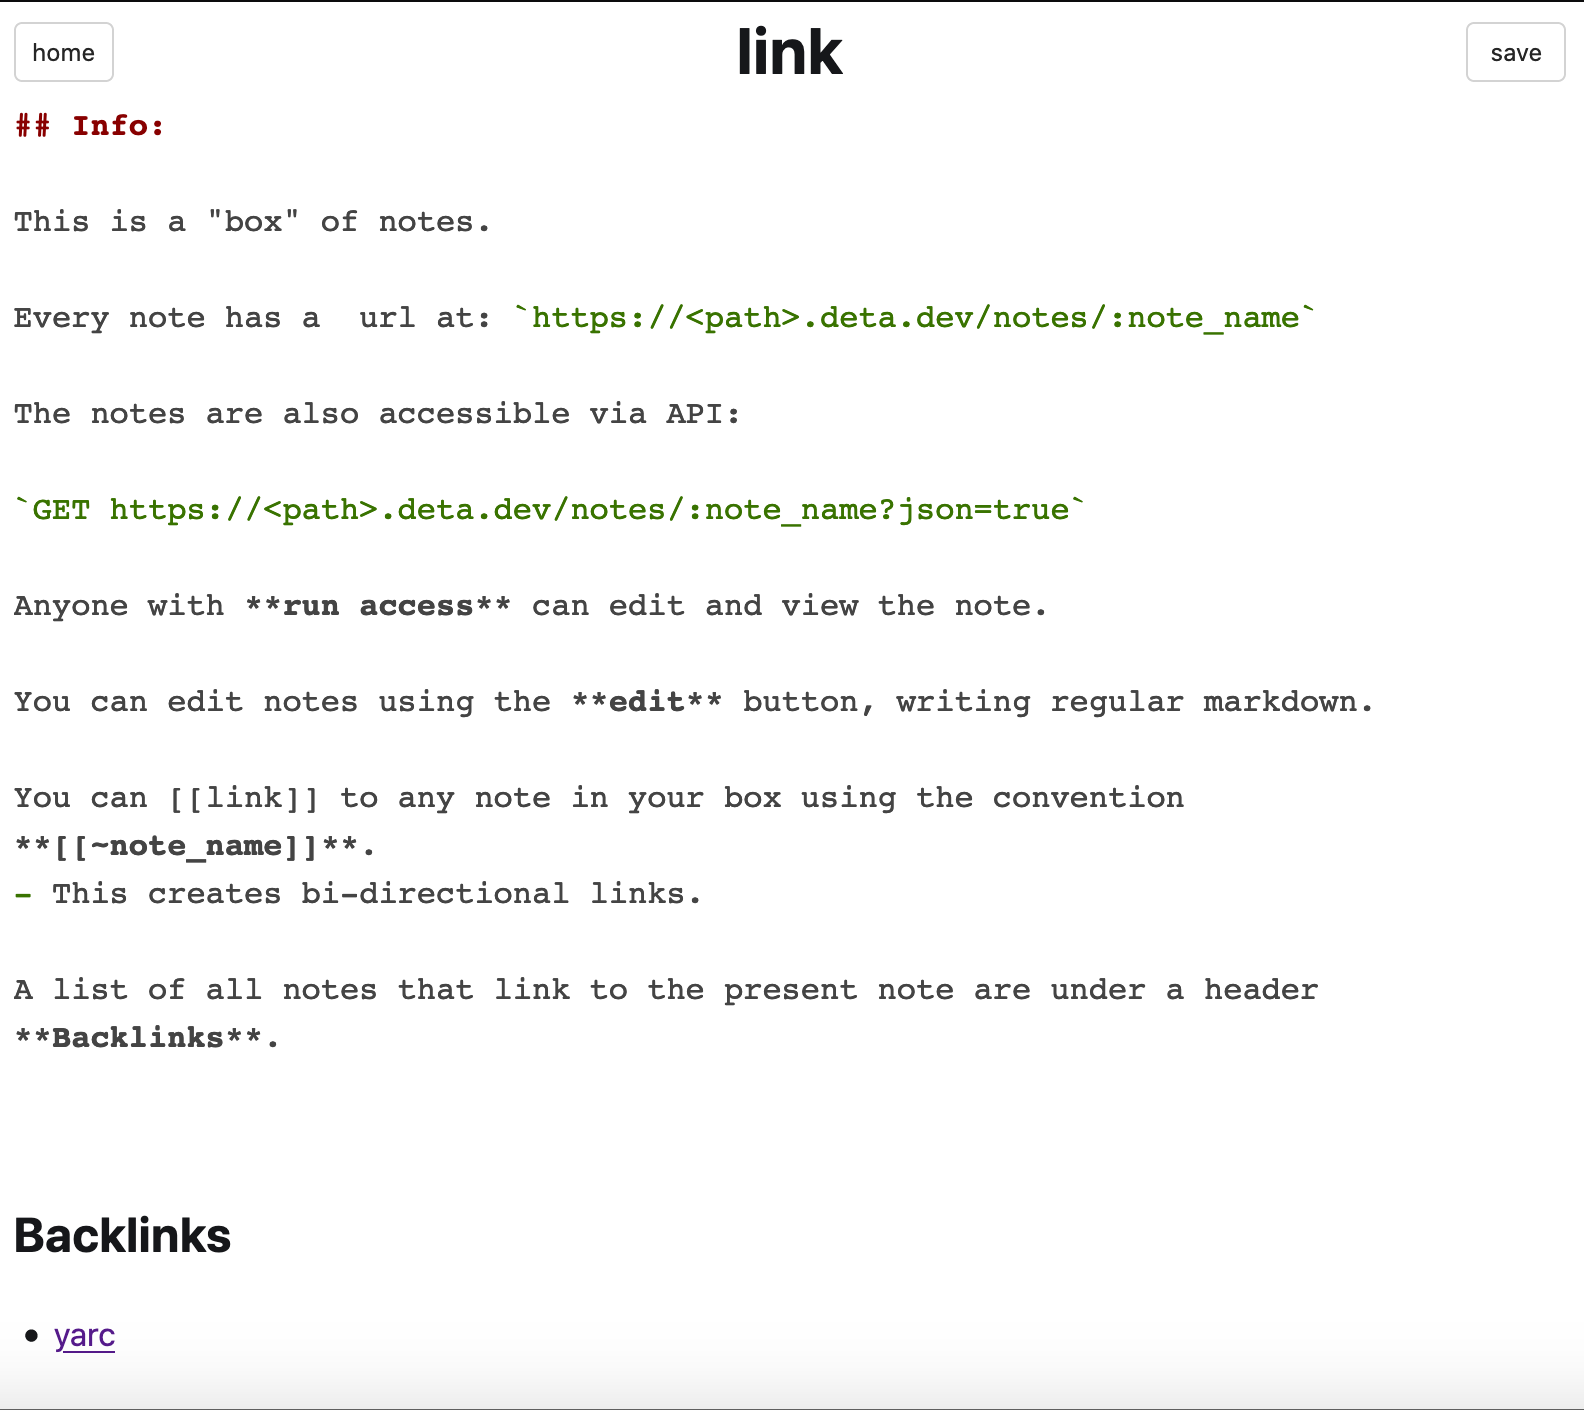 home
link
save
## Info:
This is a "box" of notes.
Every note has a  url at: `https://<path>.deta.dev/notes/:note_name`
The notes are also accessible via API:
`GET https://<path>.deta.dev/notes/:note_name?json=true`
Anyone with **run access** can edit and view the note.
You can edit notes using the **edit** button, writing regular markdown.
You can [[link]] to any note in your box using the convention
**[[~note_name]]**.
- This creates bi-directional links.
A list of all notes that link to the present note are under a header
**Backlinks**.
Backlinks
• yarc